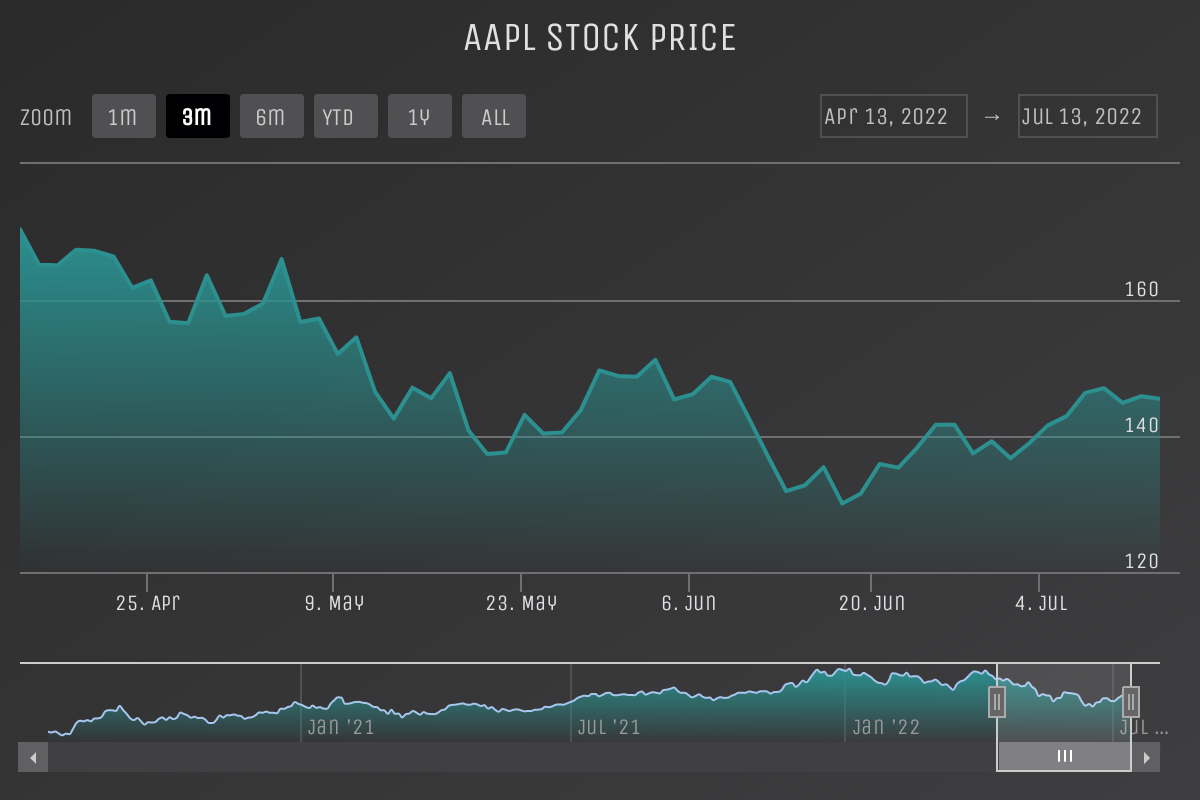 AAPL STOCK PRICE
Zoom 1m 3m 6m YTD 1Y ALL Apr 13, 2022 → Jul 13, 2022
160
140
120
25. Apr 9. May 23. May 6. Jun 20. Jun 4. Jul
Jan '21 Jul '21 Jan '22 Jul ...